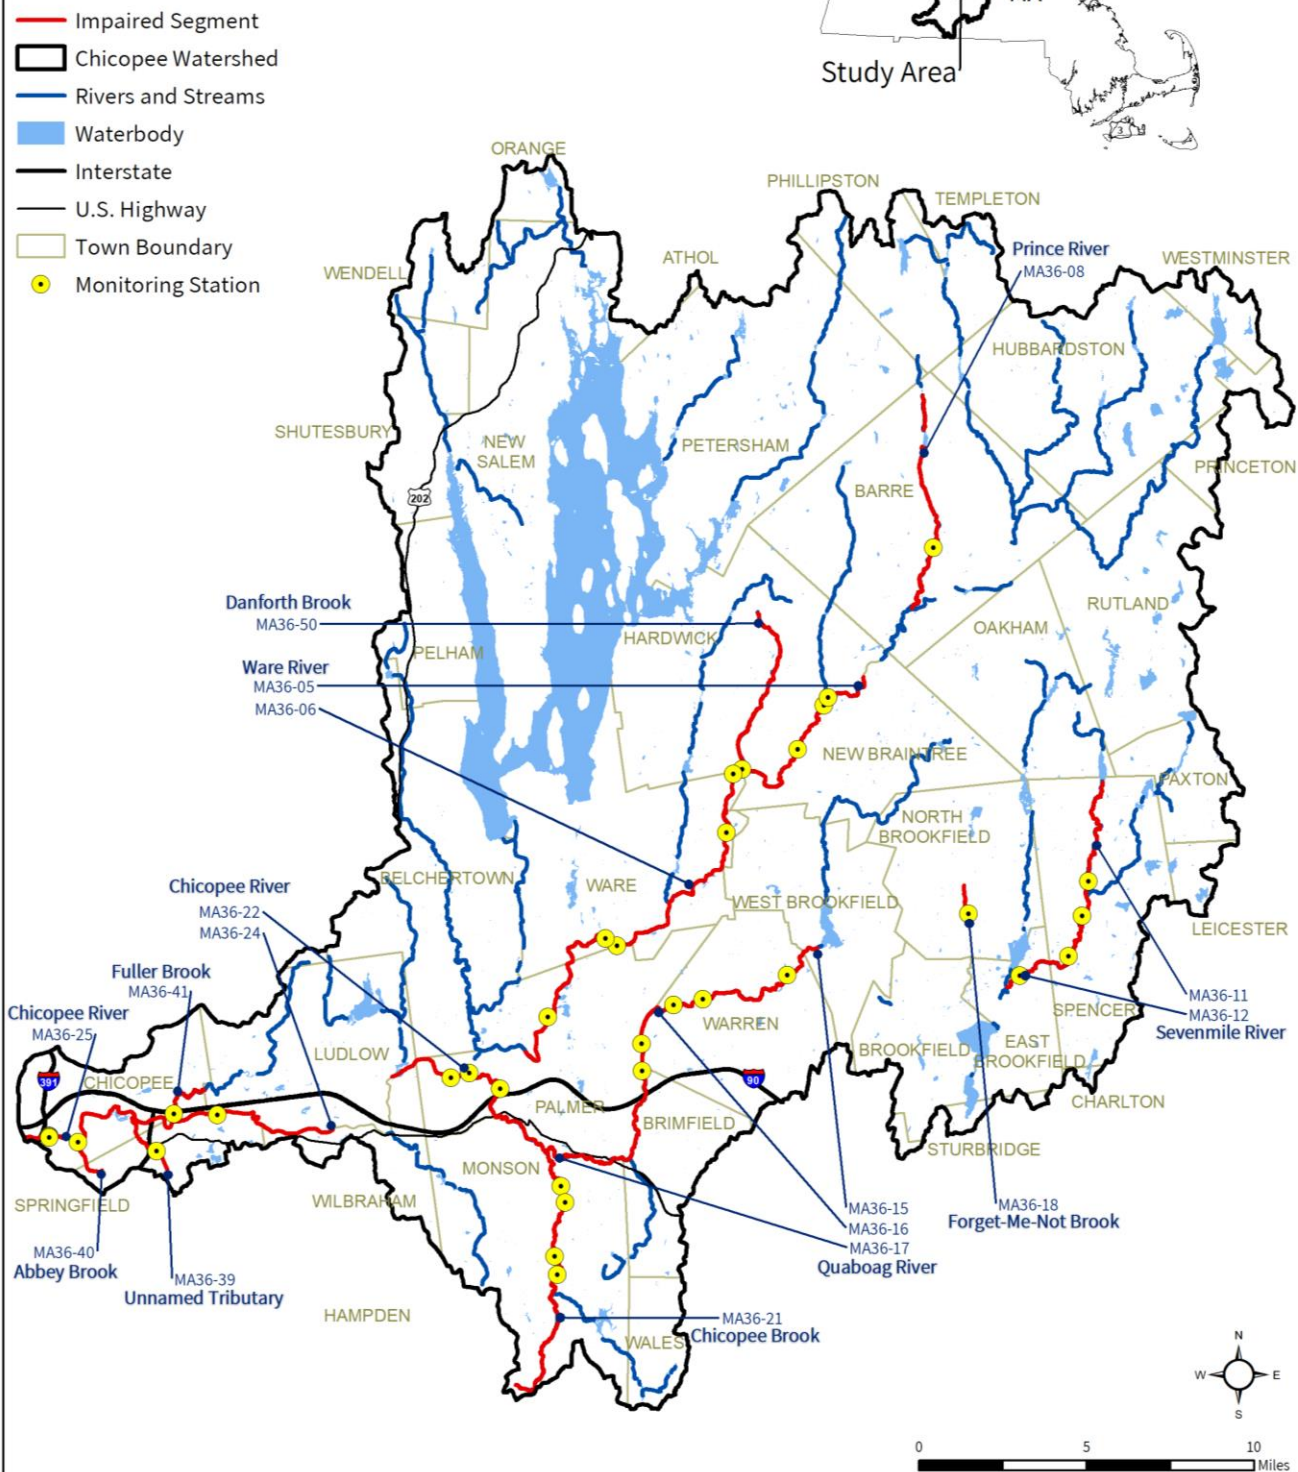 Impaired Segment
Chicopee Watershed
Rivers and Streams
Waterbody
Interstate
U.S. Highway
Town Boundary
Monitoring Station
Study Area
3
ORANGE
PHILLIPSTON
TEMPLETON
Prince River
MA36-08
WESTMINSTER
ATHOL
WENDELL
HUBBARDSTON
SHUTESBURY
NEW
SALEM
PETERSHAM
PRINCETON
202
BARRE
Danforth Brook
MA36-50
RUTLAND
HARDWICK
OAKHAM
PELHAM
Ware River
MA36-05
MA36-06
NEW BRAINTREE
PAXTON
NORTH
BROOKFIELD
BELCHERTOWN
WARE
WEST BROOKFIELD
Chicopee River
MA36-22
MA36-24
LEICESTER
Fuller Brook
MA36-41
MA36-11
MA36-12
Sevenmile River
SPENCER
Chicopee River
MA36-25
WARREN
EAST
BROOKFIELD
BROOKFIELD
LUDLOW
391
CHICOPEE
90
CHARLTON
PALMER
BRIMFIELD
STURBRIDGE
MONSON
WILBRAHAM
SPRINGFIELD
MA36-15
MA36-16
MA36-17
Quaboag River
MA36-18
Forget-Me-Not Brook
MA36-40
Abbey Brook
MA36-39
Unnamed Tributary
HAMPDEN
MA36-21
Chicopee Brook
WALES
N
W
E
S
0
5
10
Miles